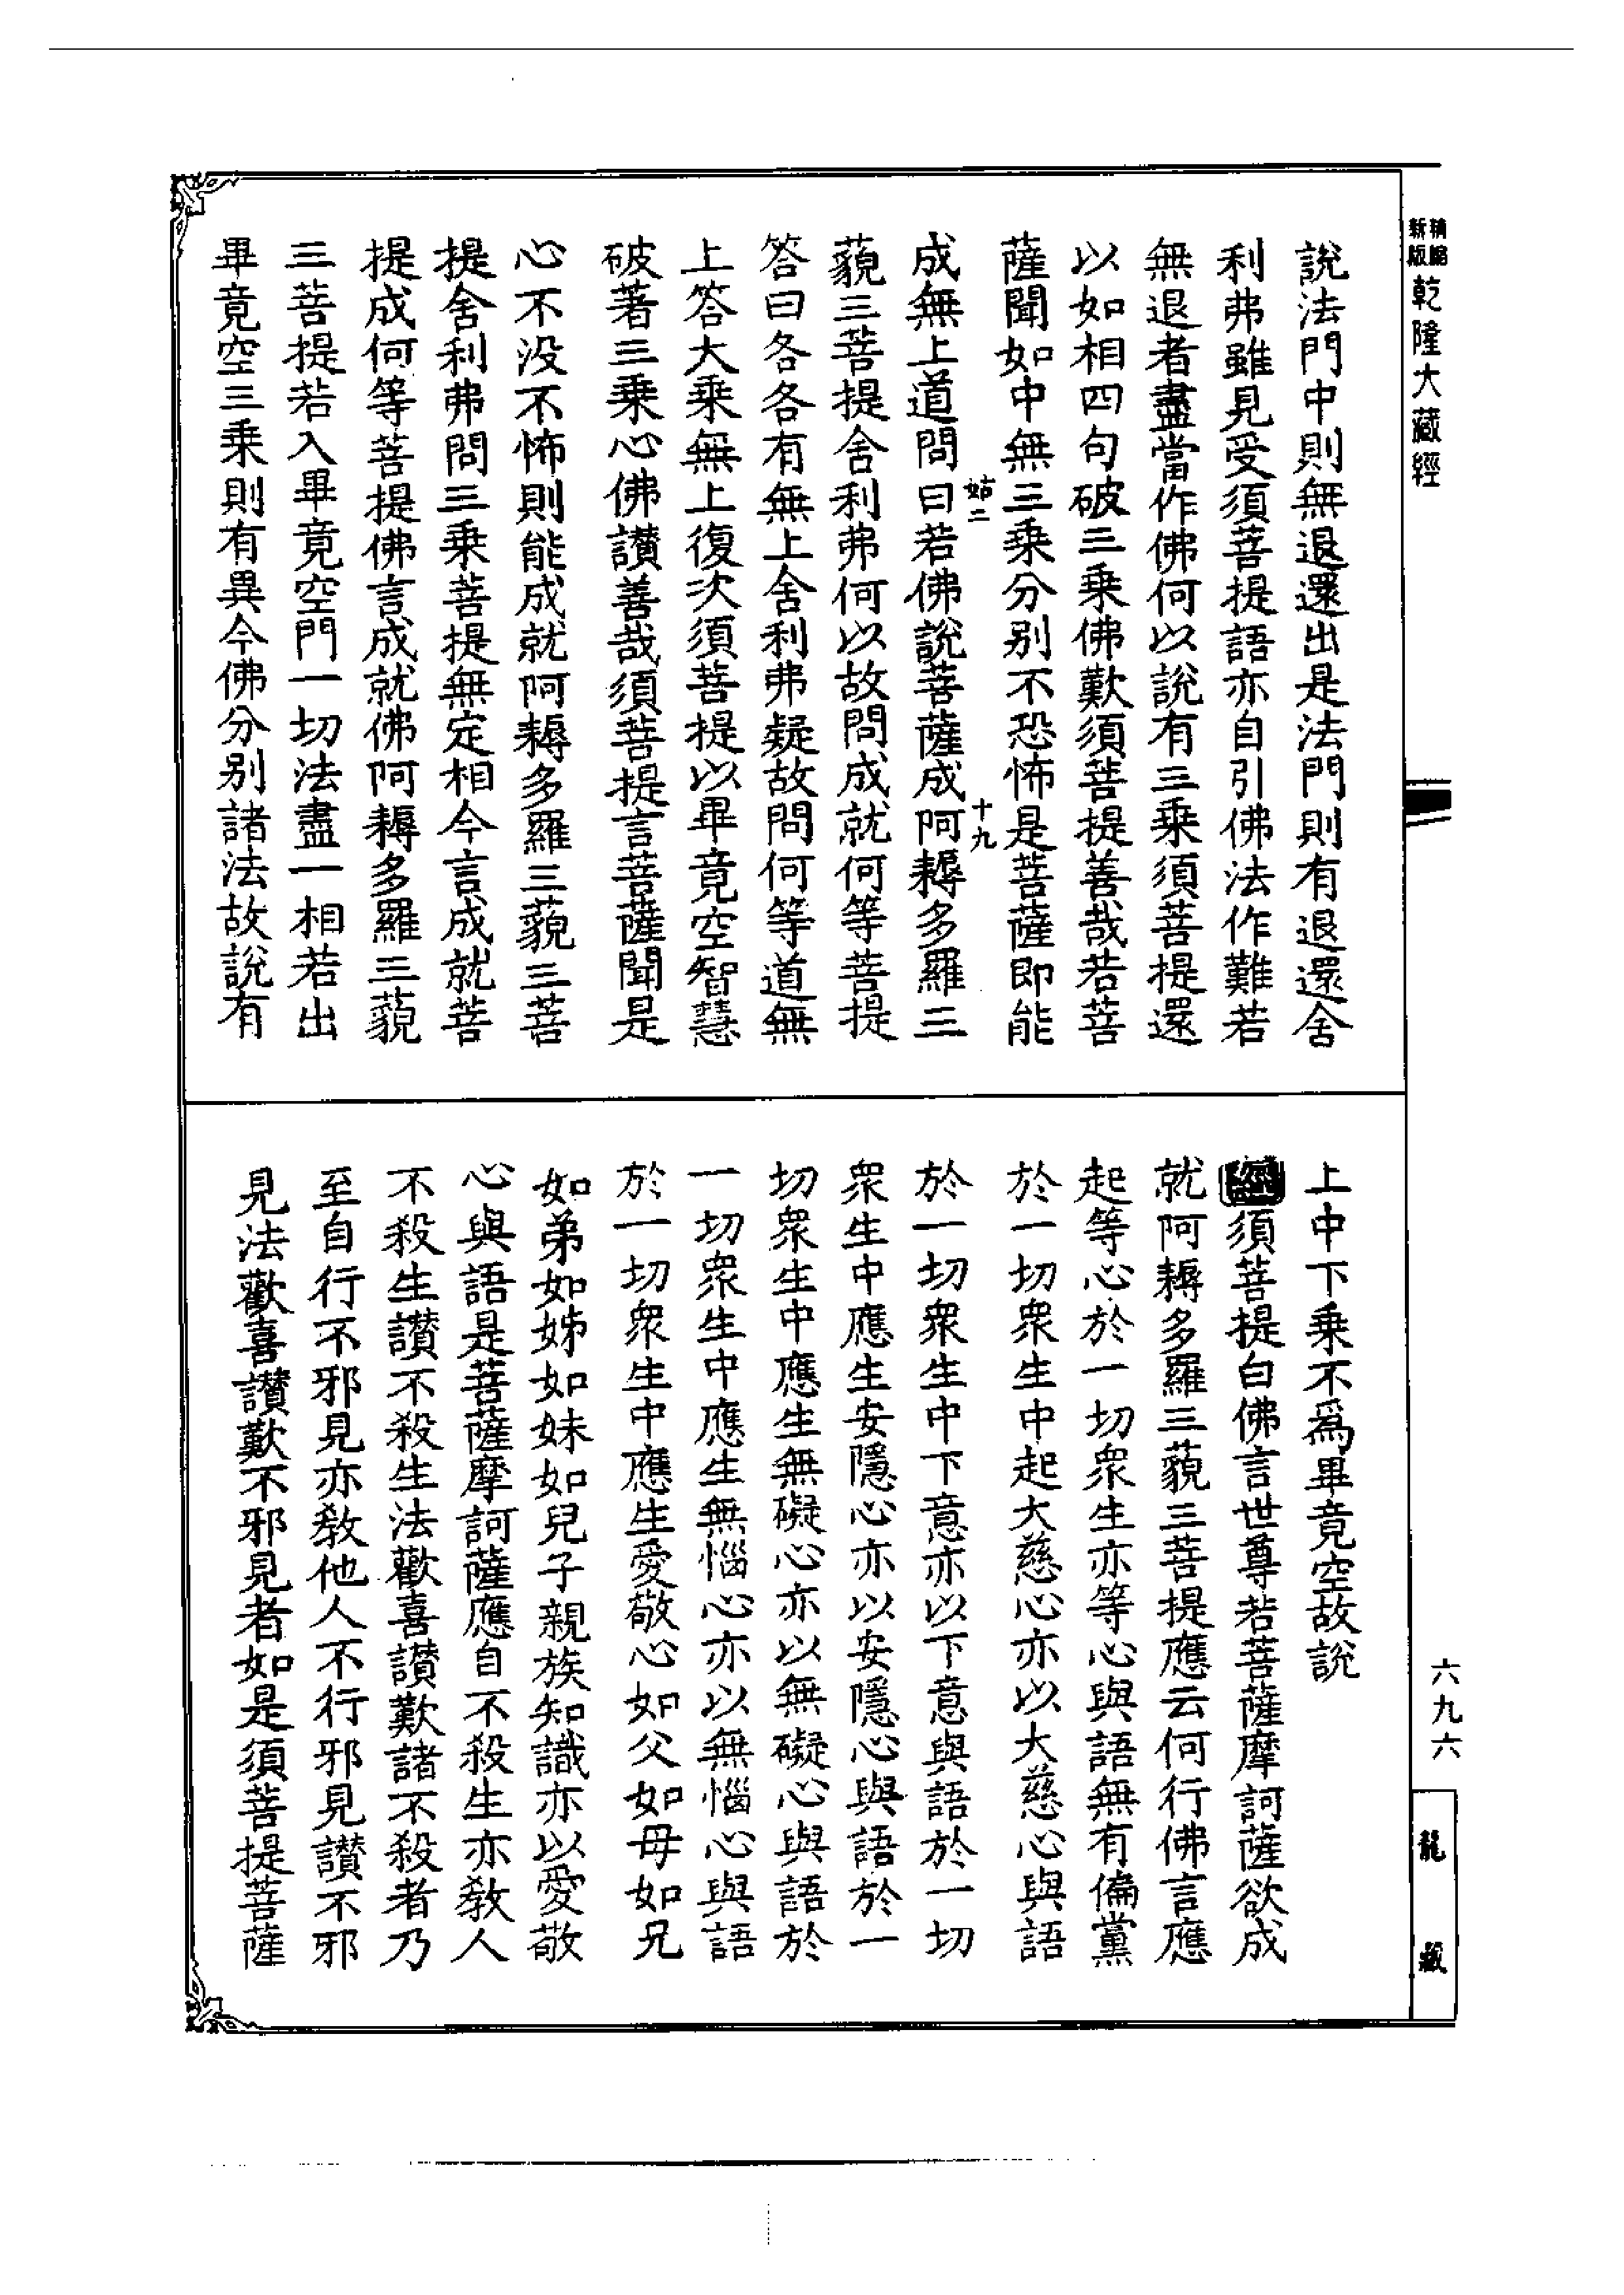 新編
縮版
乾隆大藏經
說法門中則無退還出是法門則有退還舍
利弗雖見受須菩提語亦自引佛法作難若
無退者盡當作佛何以說有三乘須菩提還
以如相四句破三乘佛歎須菩提善哉若菩
薩聞如中無三乘分别不恐怖是菩薩即能
姑二
十九
成無上道問曰若佛說菩薩成阿耨多羅三
藐三菩提舍利弗何以故問成就何等菩提
答曰各各有無上舍利弗疑故問何等道無
上答大乘無上復次須菩提以畢竟空智慧
破著三乘心佛讃善哉須菩提言菩薩聞是
心不没不怖則能成就阿耨多羅三藐三菩
提舍利弗問三乘菩提無定相今言成就菩
提成何等菩提佛言成就佛阿耨多羅三藐
三菩提若入畢竟空門一切法盡一相若出
畢竟空三乘則有異今佛分别諸法故說有
六九六
龍藏
上中下乘不爲畢竟空故說
經須菩提白佛言世尊若菩薩摩訶薩欲成
就阿耨多羅三藐三菩提應云何行佛言應
起等心於一切衆生亦等心與語無有偏黨
於一切衆生中起大慈心亦以大慈心與語
於一切衆生中下意亦以下意與語於一切
衆生中應生安隱心亦以安隱心與語於一
切衆生中應生無礙心亦以無礙心與語於
一切衆生中應生無惱心亦以無惱心與語
於一切衆生中應生愛敬心如父如母如兄
如弟如姊如妹如兒子親族知識亦以愛敬
心與語是菩薩摩訶薩應自不殺生亦教人
不殺生讃不殺生法歡喜讃歎諸不殺者乃
至自行不邪見亦教他人不行邪見讃不邪
見法歡喜讃歎不邪見者如是須菩提菩薩